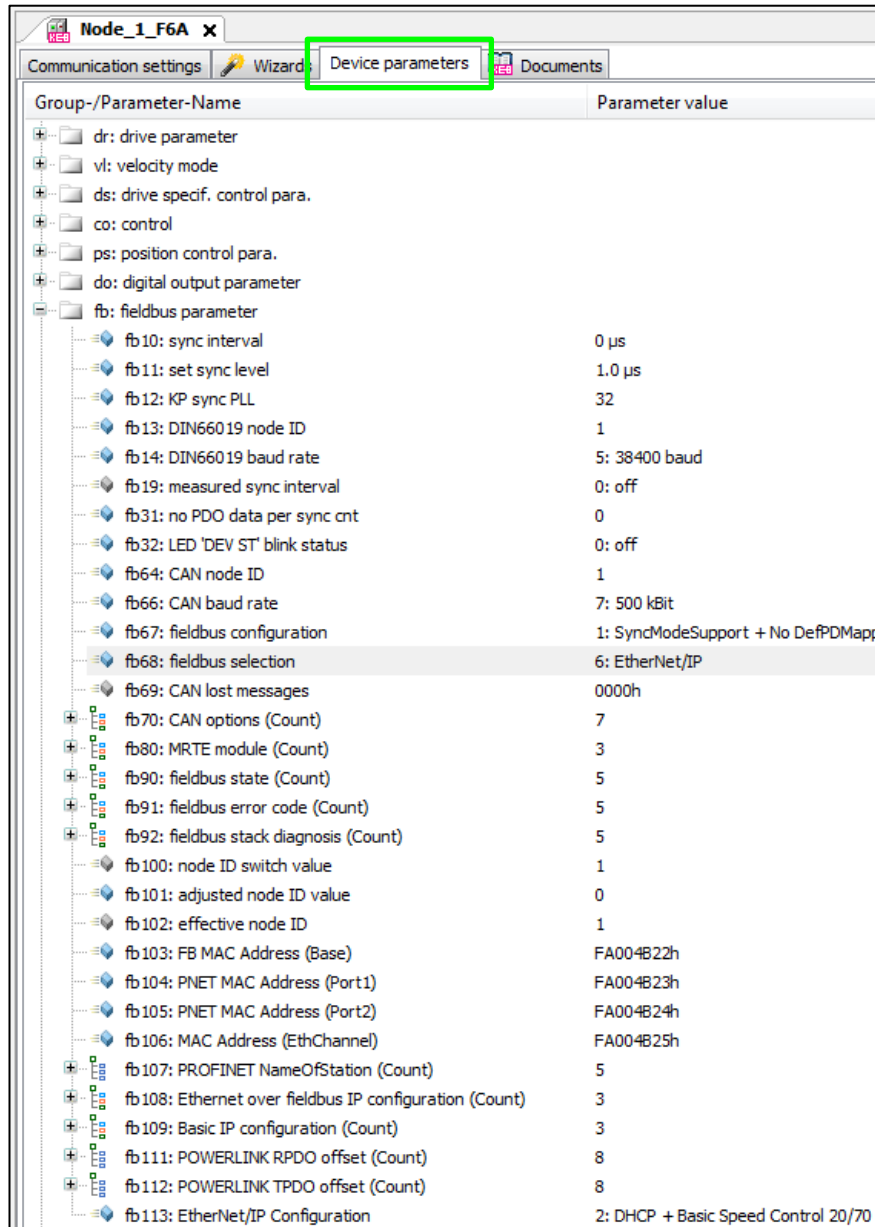 Node_1_F6A x
Communication settings Wizards Device parameters KEB Documents
Group-/Parameter-Name Parameter value
dr: drive parameter
vl: velocity mode
ds: drive specif. control para.
co: control
ps: position control para.
do: digital output parameter
fb: fieldbus parameter
fb10: sync interval 0 µs
fb11: set sync level 1.0 µs
fb12: KP sync PLL 32
fb13: DIN66019 node ID 1
fb14: DIN66019 baud rate 5: 38400 baud
fb19: measured sync interval 0: off
fb31: no PDO data per sync cnt 0
fb32: LED 'DEV ST' blink status 0: off
fb64: CAN node ID 1
fb66: CAN baud rate 7: 500 kBit
fb67: fieldbus configuration 1: SyncModeSupport + No DefPDMapp
fb68: fieldbus selection 6: EtherNet/IP
fb69: CAN lost messages 0000h
fb70: CAN options (Count) 7
fb80: MRTE module (Count) 3
fb90: fieldbus state (Count) 5
fb91: fieldbus error code (Count) 5
fb92: fieldbus stack diagnosis (Count) 5
fb100: node ID switch value 1
fb101: adjusted node ID value 0
fb102: effective node ID 1
fb103: FB MAC Address (Base) FA004B22h
fb104: PNET MAC Address (Port1) FA004B23h
fb105: PNET MAC Address (Port2) FA004B24h
fb106: MAC Address (EthChannel) FA004B25h
fb107: PROFINET NameOfStation (Count) 5
fb108: Ethernet over fieldbus IP configuration (Count) 3
fb109: Basic IP configuration (Count) 3
fb111: POWERLINK RPDO offset (Count) 8
fb112: POWERLINK TPDO offset (Count) 8
fb113: EtherNet/IP Configuration 2: DHCP + Basic Speed Control 20/70